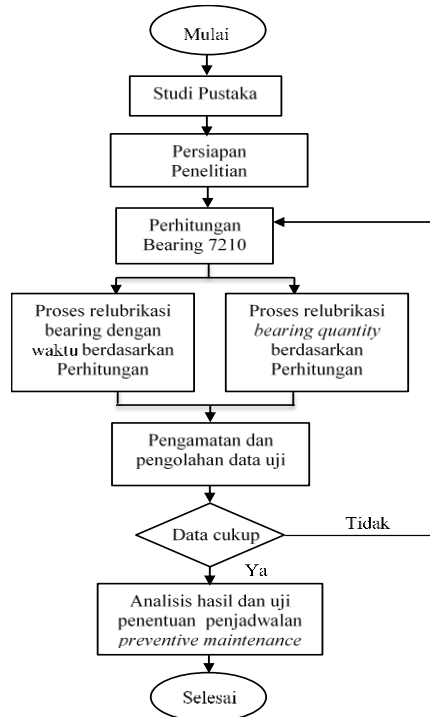 Mulai
Studi Pustaka
Persiapan
Penelitian
Perhitungan
Bearing 7210
Proses relubrikasi
bearing dengan
waktu berdasarkan
Perhitungan
Proses relubrikasi
bearing quantity
berdasarkan
Perhitungan
Pengamatan dan
pengolahan data uji
Data cukup
Tidak
Ya
Analisis hasil dan uji
penentuan penjadwalan
preventive maintenance
Selesai